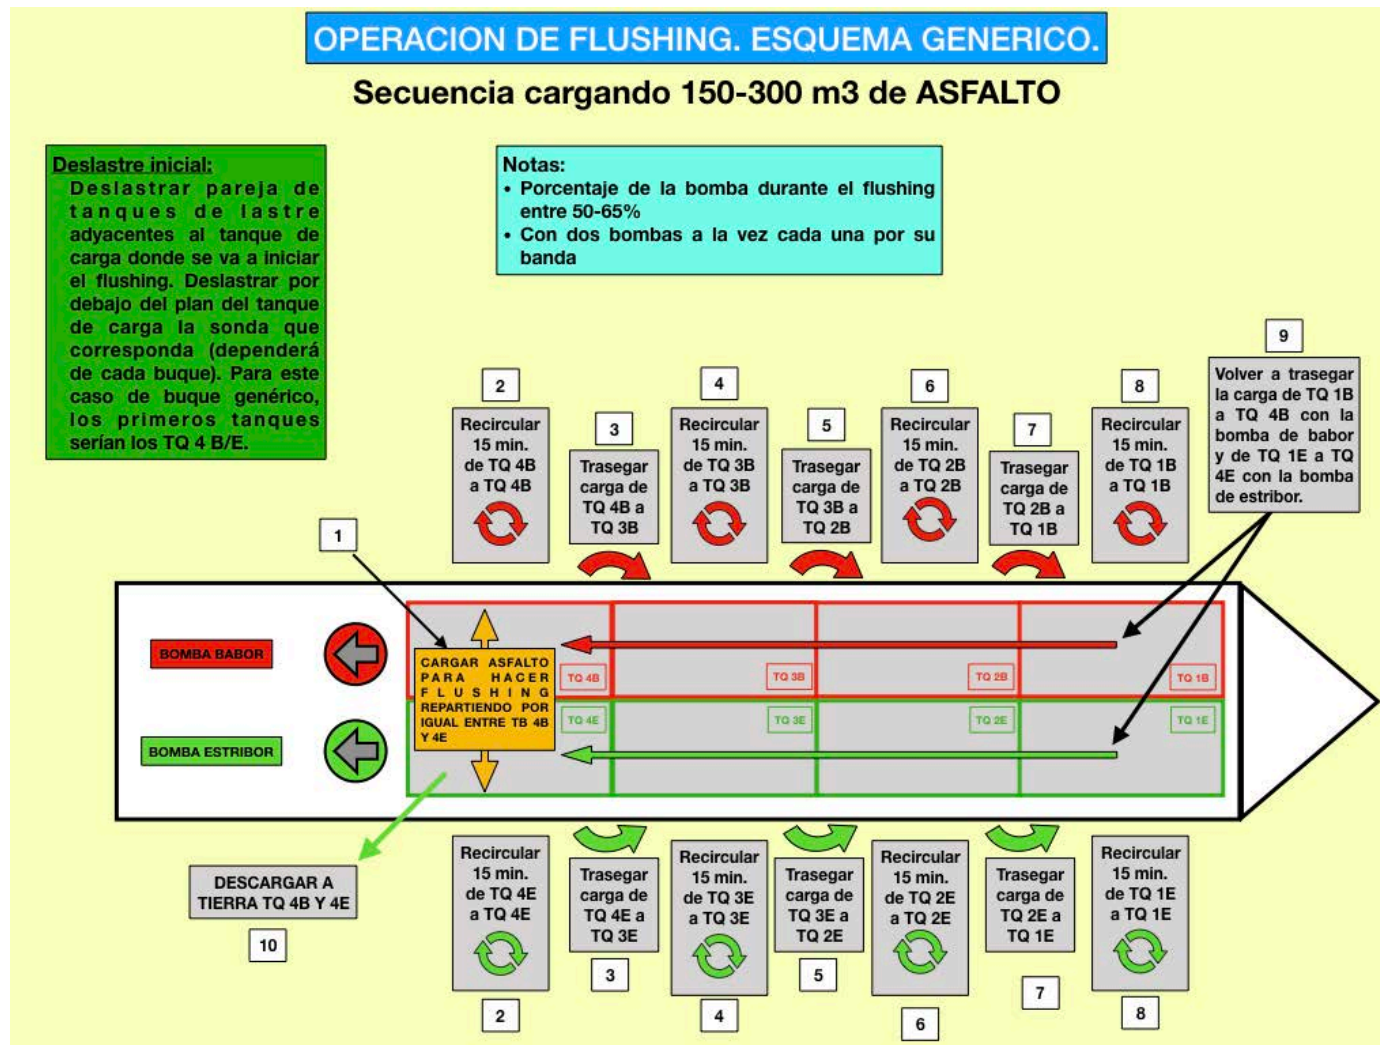 OPERACION DE FLUSHING. ESQUEMA GENERICO.
Secuencia cargando 150-300 m3 de ASFALTO
Deslastre inicial:
Deslastrar pareja de
tanques de lastre
adyacentes al tanque de
carga donde se va a iniciar
el flushing. Deslastrar por
debajo del plan del tanque
de carga la sonda que
corresponda (dependerá
de cada buque). Para este
caso de buque genérico,
los primeros tanques
serían los TQ 4 B/E.
Notas:
• Porcentaje de la bomba durante el flushing
entre 50-65%
• Con dos bombas a la vez cada una por su
banda
9
Volver a trasegar
la carga de TQ 1B
a TQ 4B con la
bomba de babor
y de TQ 1E a TQ
4E con la bomba
de estribor.
2
Recircular
15 min.
de TQ 4B
a TQ 4B
3
Trasegar
carga de
TQ 4B a
TQ 3B
4
Recircular
15 min.
de TQ 3B
a TQ 3B
5
Trasegar
carga de
TQ 3B a
TQ 2B
6
Recircular
15 min.
de TQ 2B
a TQ 2B
7
Trasegar
carga de
TQ 2B a
TQ 1B
8
Recircular
15 min.
de TQ 1B
a TQ 1B
1
BOMBA BABOR
CARGAR ASFALTO
PARA HACER
FLUSHING
REPARTIENDO POR
IGUAL ENTRE TB 4B
Y 4E
TQ 4B
TQ 3B
TQ 2B
TQ 1B
BOMBA ESTRIBOR
TQ 4E
TQ 3E
TQ 2E
TQ 1E
DESCARGAR A
TIERRA TQ 4B Y 4E
10
Recircular
15 min.
de TQ 4E
a TQ 4E
2
Trasegar
carga de
TQ 4E a
TQ 3E
3
Recircular
15 min.
de TQ 3E
a TQ 3E
4
Trasegar
carga de
TQ 3E a
TQ 2E
5
Recircular
15 min.
de TQ 2E
a TQ 2E
6
Trasegar
carga de
TQ 2E a
TQ 1E
7
Recircular
15 min.
de TQ 1E
a TQ 1E
8